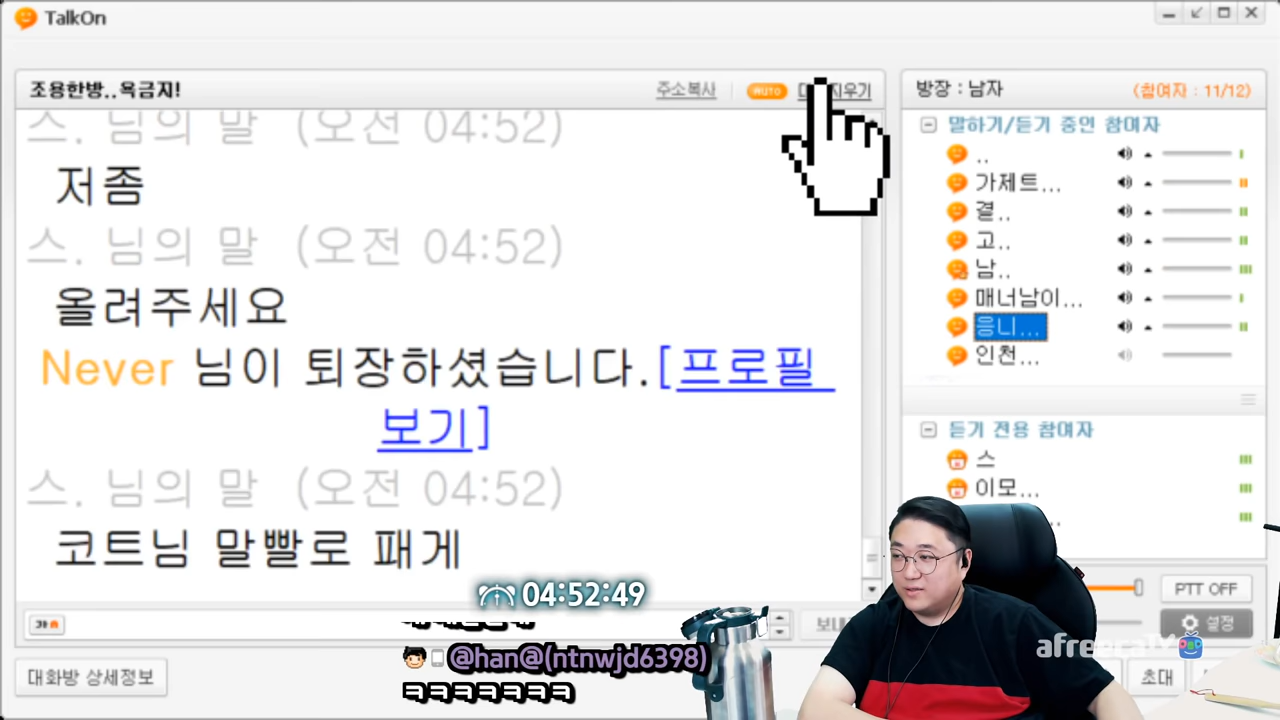 TalkOn
조용한방..욕금지!
주소복사
AUTO
방장 : 남자
(참여자 : 11/12)
스. 님의 말 (오전 04:52)
저좀
스. 님의 말 (오전 04:52)
올려주세요
Never 님이 퇴장하셨습니다.[프로필
보기]
스. 님의 말 (오전 04:52)
코트님 말빨로 패게
말하기/듣기 중인 참여자
..
가제트...
결..
고..
남..
매너남이...
응니...
인천...
듣기 전용 참여자
스
이모...
04:52:49
@han@(ntnwjd6398)
ㅋㅋㅋㅋㅋㅋㅋ
PTT OFF
설정
afreecaTV
대화방 상세정보
초대